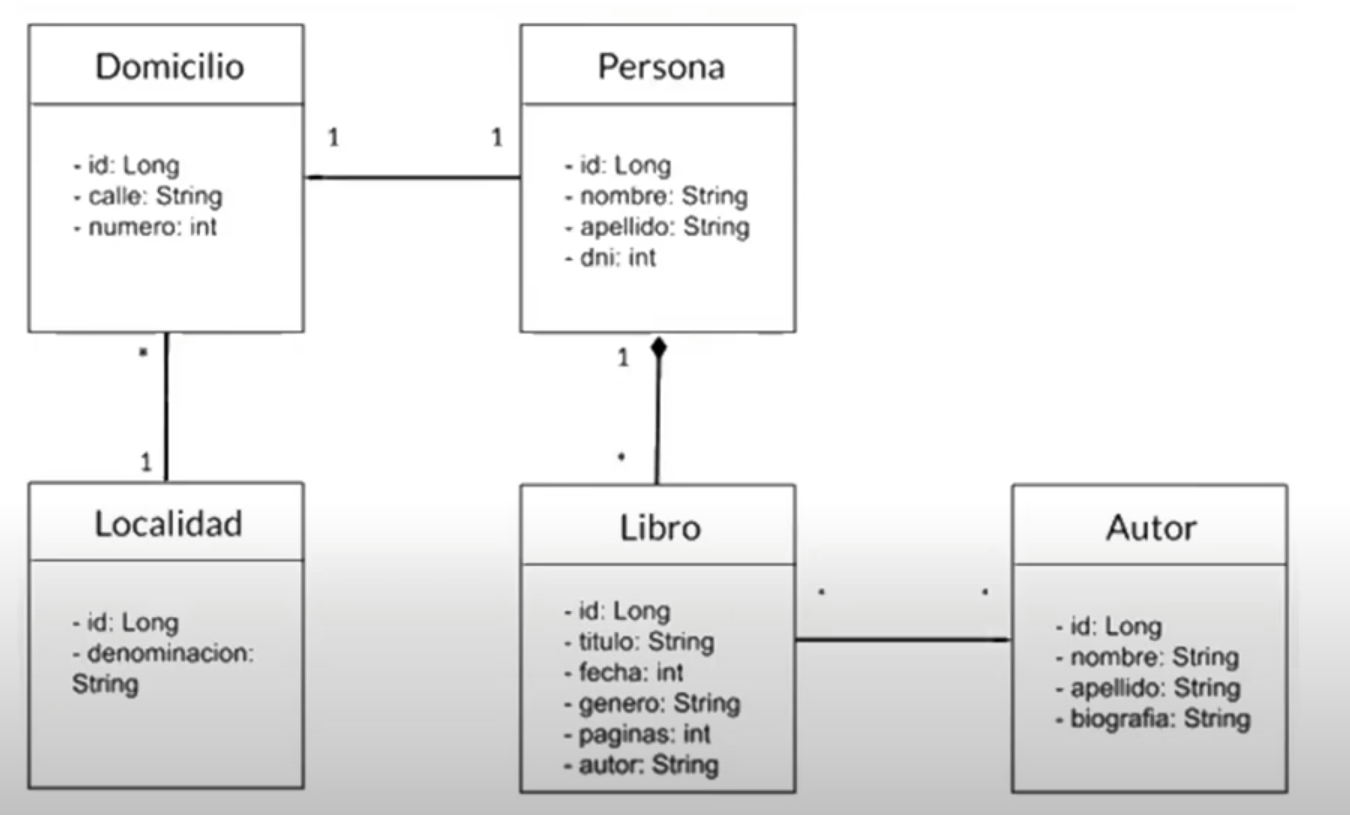 Domicilio
- id: Long
- calle: String
- numero: int
1
1
Persona
- id: Long
- nombre: String
- apellido: String
- dni: int
*
1
1
*
Localidad
- id: Long
- denominacion:
String
Libro
- id: Long
- titulo: String
- fecha: int
- genero: String
- paginas: int
- autor: String
*
*
Autor
- id: Long
- nombre: String
- apellido: String
- biografia: String